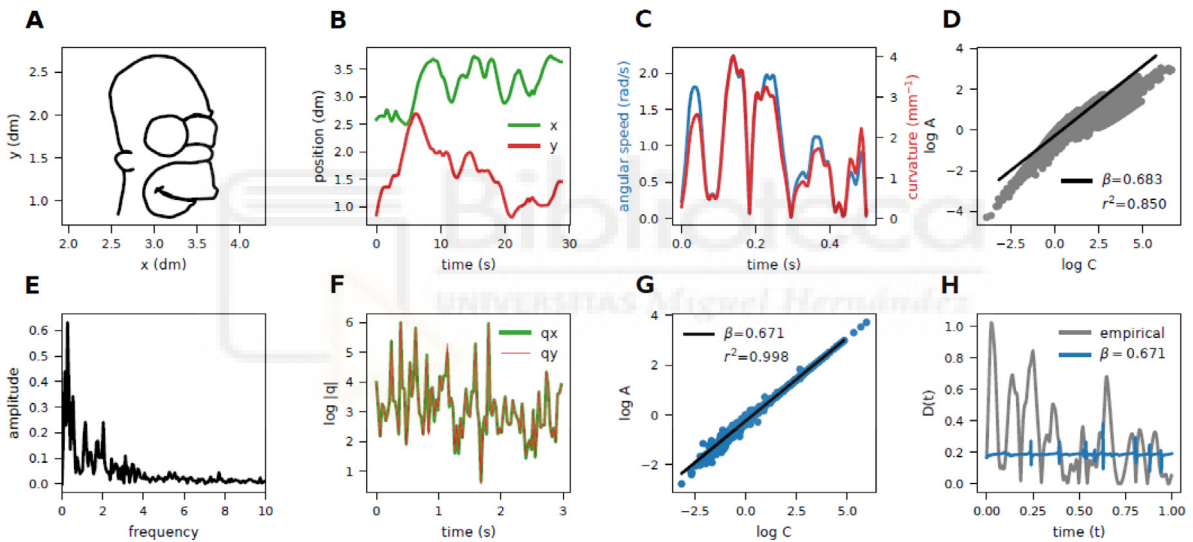 A
B
C
D
y (dm)
2.5
2.0
1.5
1.0
2.0
2.5
3.0
3.5
4.0
x (dm)
position (dm)
3.5
3.0
2.5
2.0
1.5
1.0
x
y
0
10
20
30
time (s)
angular speed (rad/s)
2.0
1.5
1.0
0.5
0.0
4
3
2
1
0
curvature (mm⁻¹)
0.0
0.2
0.4
time (s)
log A
4
2
0
−2
−4
β=0.683
r²=0.850
−2.5
0.0
2.5
5.0
log C
Biblioteca
UNIVERSITAS Miguel Hernández
E
F
G
H
amplitude
0.6
0.5
0.4
0.3
0.2
0.1
0.0
0
2
4
6
8
10
frequency
log |q|
6
5
4
3
2
1
qx
qy
0
1
2
3
time (s)
log A
4
2
0
−2
β=0.671
r²=0.998
−2.5
0.0
2.5
5.0
log C
D(t)
1.0
0.8
0.6
0.4
0.2
0.0
empirical
β = 0.671
0.00
0.25
0.50
0.75
1.00
time (t)